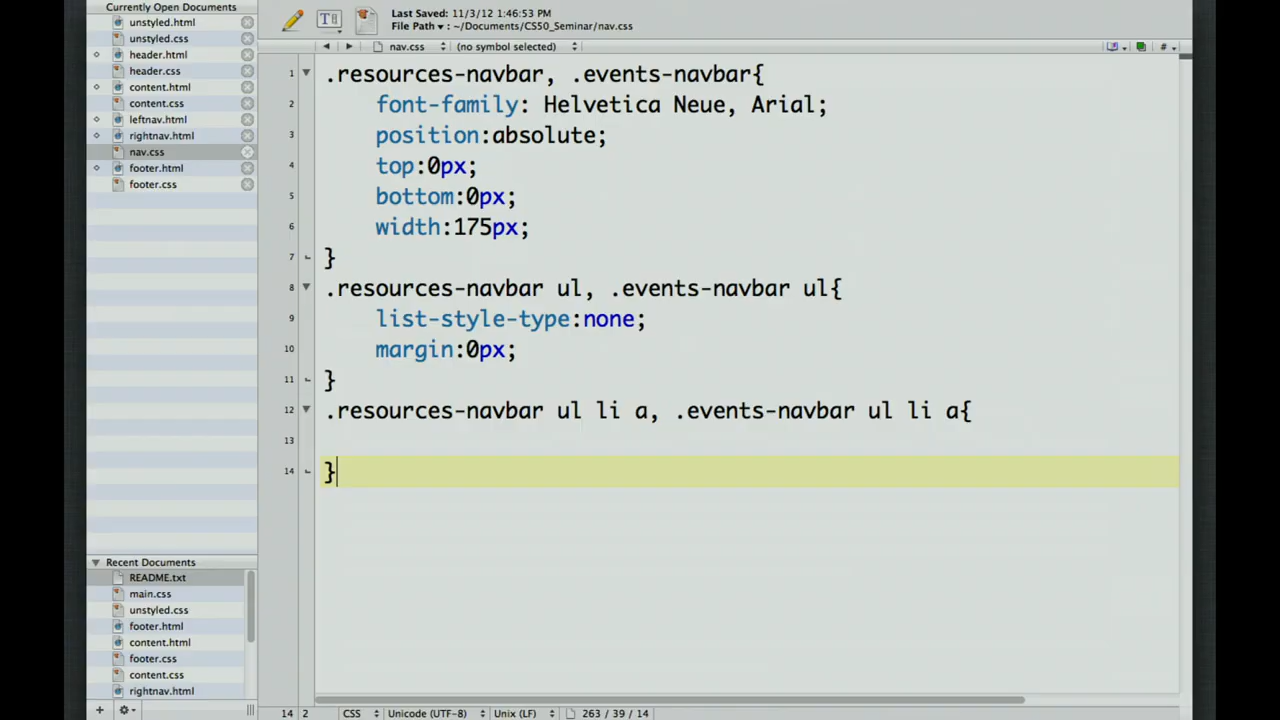 Currently Open Documents
unstyled.html
unstyled.css
header.html
header.css
content.html
content.css
leftnav.html
rightnav.html
nav.css
footer.html
footer.css
Recent Documents
README.txt
main.css
unstyled.css
footer.html
content.html
footer.css
content.css
rightnav.html
Last Saved: 11/3/12 1:46:53 PM
File Path ▾ : ~/Documents/CS50_Seminar/nav.css
nav.css (no symbol selected) #
1 .resources-navbar, .events-navbar{
2 font-family: Helvetica Neue, Arial;
3 position:absolute;
4 top:0px;
5 bottom:0px;
6 width:175px;
7 }
8 .resources-navbar ul, .events-navbar ul{
9 list-style-type:none;
10 margin:0px;
11 }
12 .resources-navbar ul li a, .events-navbar ul li a{
13
14 }
14 2 CSS Unicode (UTF-8) Unix (LF) 263 / 39 / 14